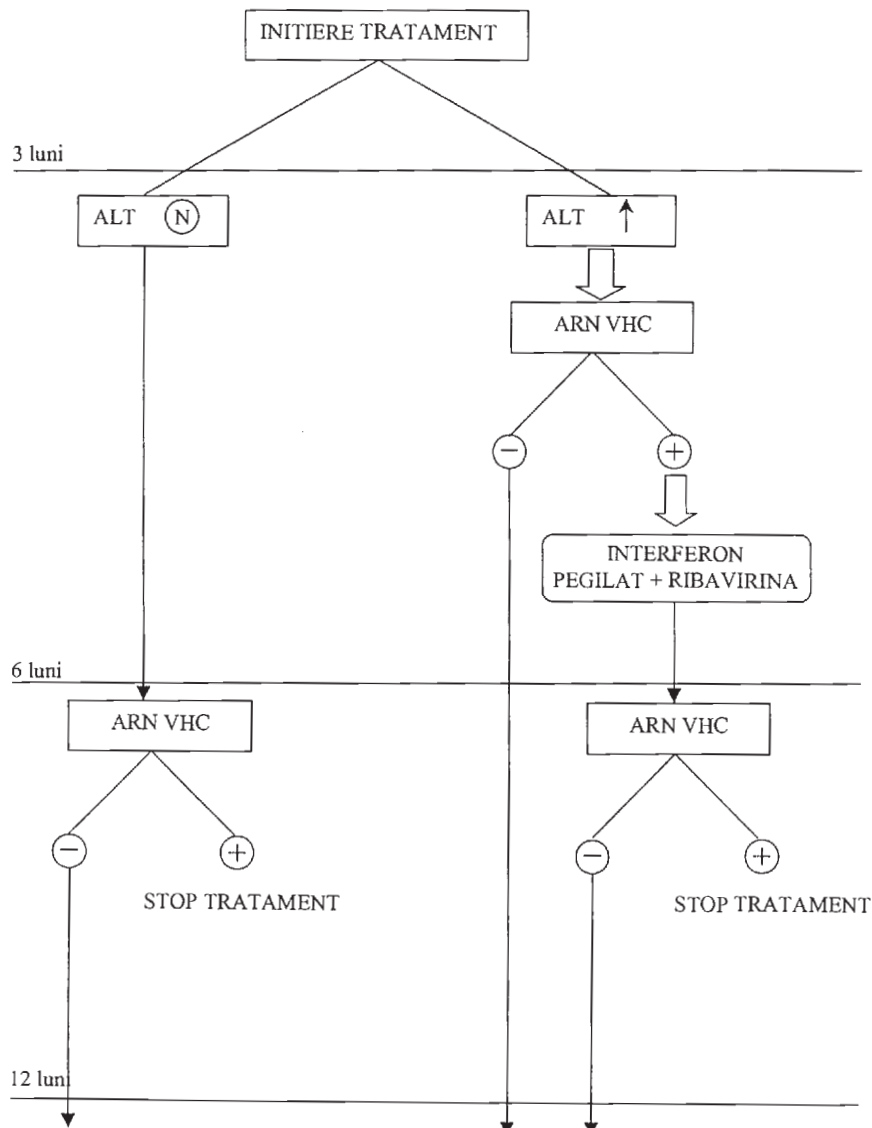 INITIERE TRATAMENT
3 luni
ALT N
ALT ↑
ARN VHC
− +
INTERFERON
PEGILAT + RIBAVIRINA
6 luni
ARN VHC
ARN VHC
− +
− +
STOP TRATAMENT
STOP TRATAMENT
12 luni